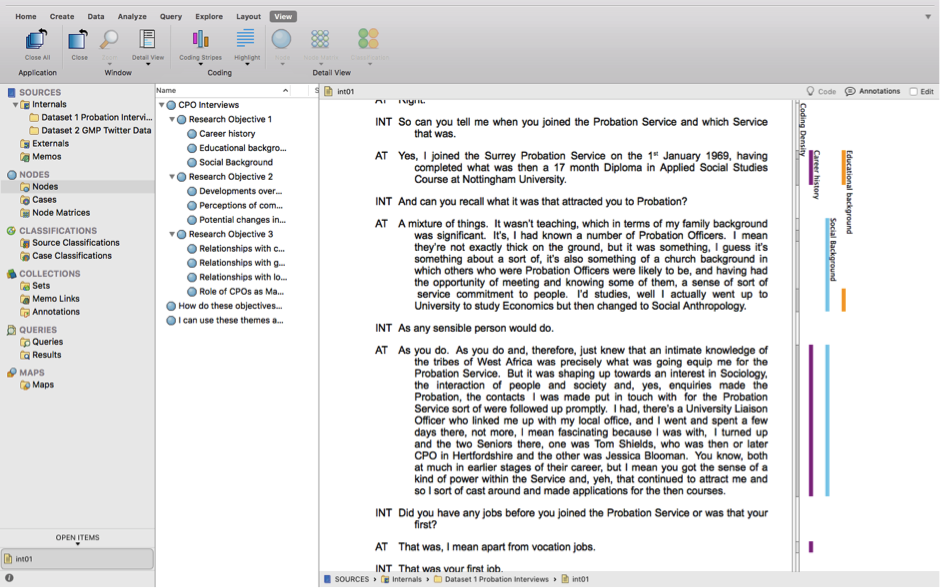 Home Create Data Analyze Query Explore Layout View
Close All Close Detail View Coding Stripes Highlight
Application Window Coding Detail View
SOURCES
Internals
Dataset 1 Probation Intervi...
Dataset 2 GMP Twitter Data
Externals
Memos
NODES
Nodes
Cases
Node Matrices
CLASSIFICATIONS
Source Classifications
Case Classifications
COLLECTIONS
Sets
Memo Links
Annotations
QUERIES
Queries
Results
MAPS
Maps
OPEN ITEMS
int01
Name S
CPO Interviews
Research Objective 1
Career history
Educational backgro...
Social Background
Research Objective 2
Developments over...
Perceptions of com...
Potential changes in...
Research Objective 3
Relationships with c...
Relationships with g...
Relationships with lo...
Role of CPOs as Ma...
How do these objectives...
I can use these themes a...
int01 Code Annotations Edit
AT Right.
INT So can you tell me when you joined the Probation Service and which Service
that was.
AT Yes, I joined the Surrey Probation Service on the 1st January 1969, having
completed what was then a 17 month Diploma in Applied Social Studies
Course at Nottingham University.
INT And can you recall what it was that attracted you to Probation?
AT A mixture of things. It wasn't teaching, which in terms of my family background
was significant. It's, I had known a number of Probation Officers. I mean
they're not exactly thick on the ground, but it was something, I guess it's
something about a sort of, it's also something of a church background in
which others who were Probation Officers were likely to be, and having had
the opportunity of meeting and knowing some of them, a sense of sort of
service commitment to people. I'd studies, well I actually went up to
University to study Economics but then changed to Social Anthropology.
INT As any sensible person would do.
AT As you do. As you do and, therefore, just knew that an intimate knowledge of
the tribes of West Africa was precisely what was going equip me for the
Probation Service. But it was shaping up towards an interest in Sociology,
the interaction of people and society and, yes, enquiries made the
Probation, the contacts I was made put in touch with for the Probation
Service sort of were followed up promptly. I had, there's a University Liaison
Officer who linked me up with my local office, and I went and spent a few
days there, not more, I mean fascinating because I was with, I turned up
and the two Seniors there, one was Tom Shields, who was then or later
CPO in Hertfordshire and the other was Jessica Blooman. You know, both
at much in earlier stages of their career, but I mean you got the sense of a
kind of power within the Service and, yeh, that continued to attract me and
so I sort of cast around and made applications for the then courses.
INT Did you have any jobs before you joined the Probation Service or was that your
first?
AT That was, I mean apart from vocation jobs.
INT That was your first job.
Coding Density
Career history
Social Background
Educational background
SOURCES › Internals › Dataset 1 Probation Interviews › int01